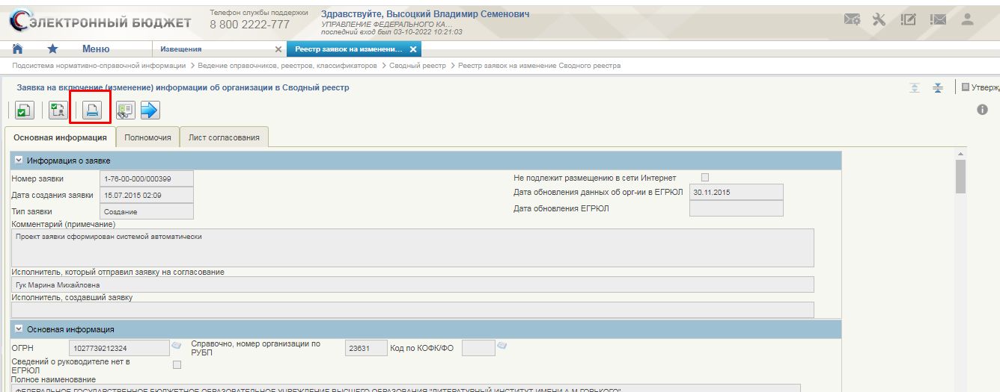 ЭЛЕКТРОННЫЙ БЮДЖЕТ
Телефон службы поддержки
8 800 2222-777
Здравствуйте, Высоцкий Владимир Семенович
УПРАВЛЕНИЕ ФЕДЕРАЛЬНОГО КА...
последний вход был 03-10-2022 10:21:03
Меню
Извещения
Реестр заявок на изменени...
Подсистема нормативно-справочной информации > Ведение справочников, реестров, классификаторов > Сводный реестр > Реестр заявок на изменение Сводного реестра
Заявка на включение (изменение) информации об организации в Сводный реестр
Утвержд
Основная информация
Полномочия
Лист согласования
Информация о заявке
Номер заявки 1-76-00-000/000399
Не подлежит размещению в сети Интернет
Дата создания заявки 15.07.2015 02:09
Дата обновления данных об орг-ии в ЕГРЮЛ 30.11.2015
Тип заявки Создание
Дата обновления ЕГРЮЛ
Комментарий (примечание)
Проект заявки сформирован системой автоматически
Исполнитель, который отправил заявку на согласование
Гук Марина Михайловна
Исполнитель, создавший заявку
Основная информация
ОГРН 1027739212324
Справочно, номер организации по
РУБП
23631
Код по КОФК/ФО
Сведений о руководителе нет в
ЕГРЮЛ
Полное наименование
ФЕДЕРАЛЬНОЕ ГОСУДАРСТВЕННОЕ БЮДЖЕТНОЕ ОБРАЗОВАТЕЛЬНОЕ УЧРЕЖДЕНИЕ ВЫСШЕГО ОБРАЗОВАНИЯ "ЛИТЕРАТУРНЫЙ ИНСТИТУТ ИМЕНИ А.М.ГОРЬКОГО"